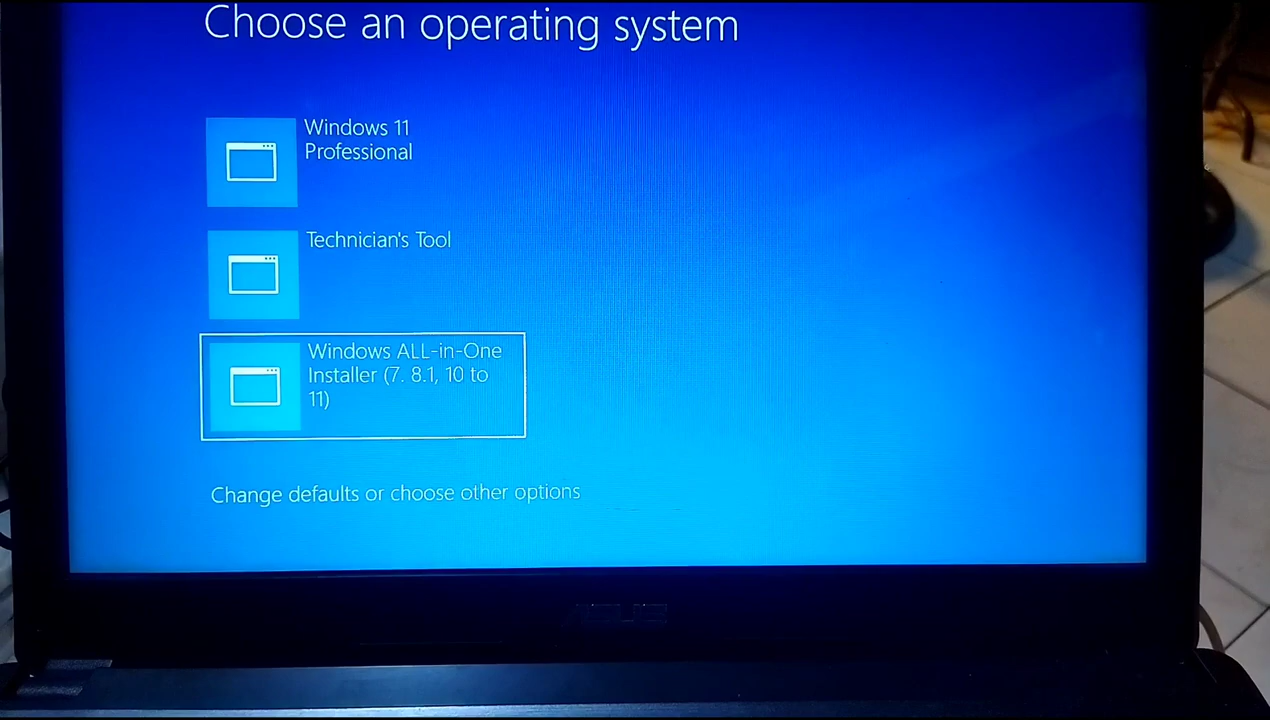 Choose an operating system
Windows 11
Professional
Technician's Tool
Windows ALL-in-One
Installer (7. 8.1, 10 to
11)
Change defaults or choose other options
ASUS